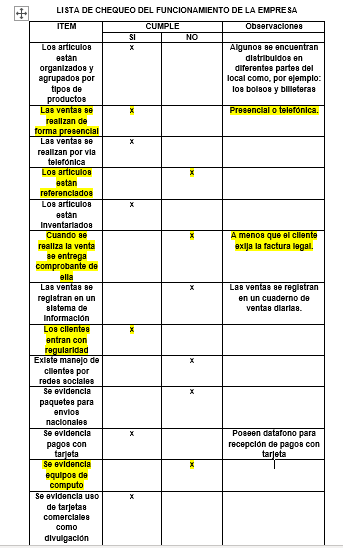 LISTA DE CHEQUEO DEL FUNCIONAMIENTO DE LA EMPRESA
ITEM CUMPLE Observaciones
SI NO
Los artículos
están
organizados y
agrupados por
tipos de
productos
x
Algunos se encuentran
distribuidos en
diferentes partes del
local como, por ejemplo:
los bolsos y billeteras
Las ventas se
realizan de
forma presencial
x
Presencial o telefónica.
Las ventas se
realizan por vía
telefónica
x
Los artículos
están
referenciados
x
Los artículos
están
inventariados
x
Cuando se
realiza la venta
se entrega
comprobante de
ella
x
A menos que el cliente
exija la factura legal.
Las ventas se
registran en un
sistema de
información
x
Las ventas se registran
en un cuaderno de
ventas diarias.
Los clientes
entran con
regularidad
x
Existe manejo de
clientes por
redes sociales
x
Se evidencia
paquetes para
envíos
nacionales
x
Se evidencia
pagos con
tarjeta
x
Poseen datafono para
recepción de pagos con
tarjeta
Se evidencia
equipos de
computo
x
Se evidencia uso
de tarjetas
comerciales
como
divulgación
x